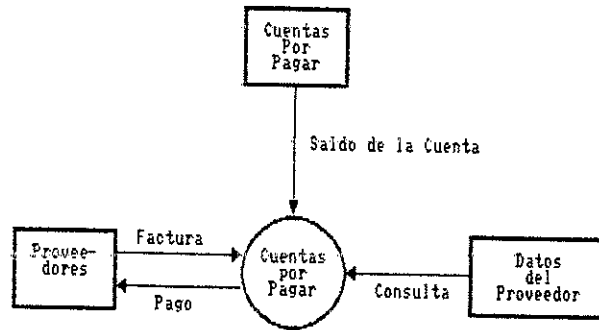 Cuentas
Por
Pagar
Saldo de la Cuenta
Provee-
dores
Factura
Pago
Cuentas
por
Pagar
Consulta
Datos
del
Proveedor